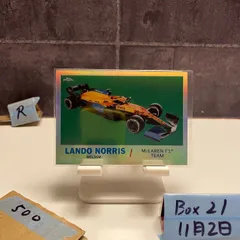 R
LANDO NORRIS
McLAREN F1
TEAM
500
Box 21
11月2日